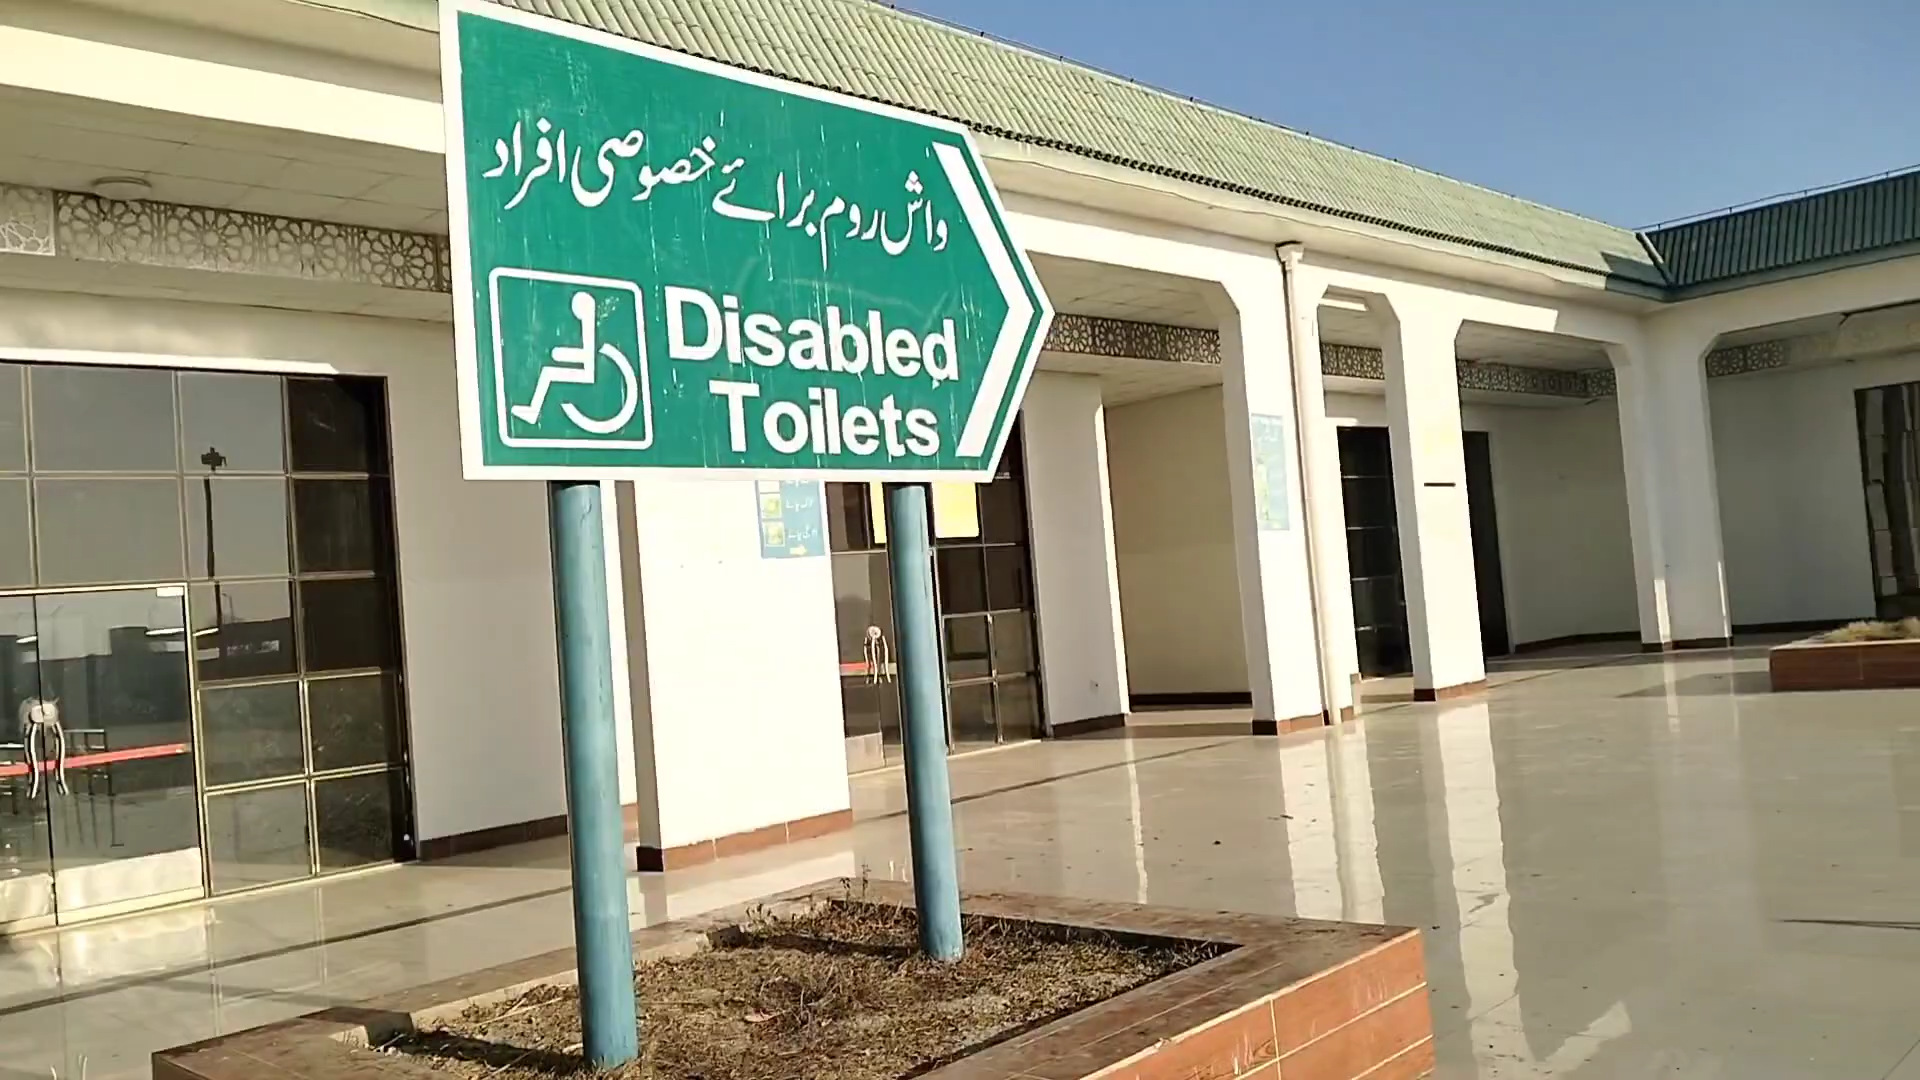 واش روم برائے خصوصی افراد
Disabled
Toilets